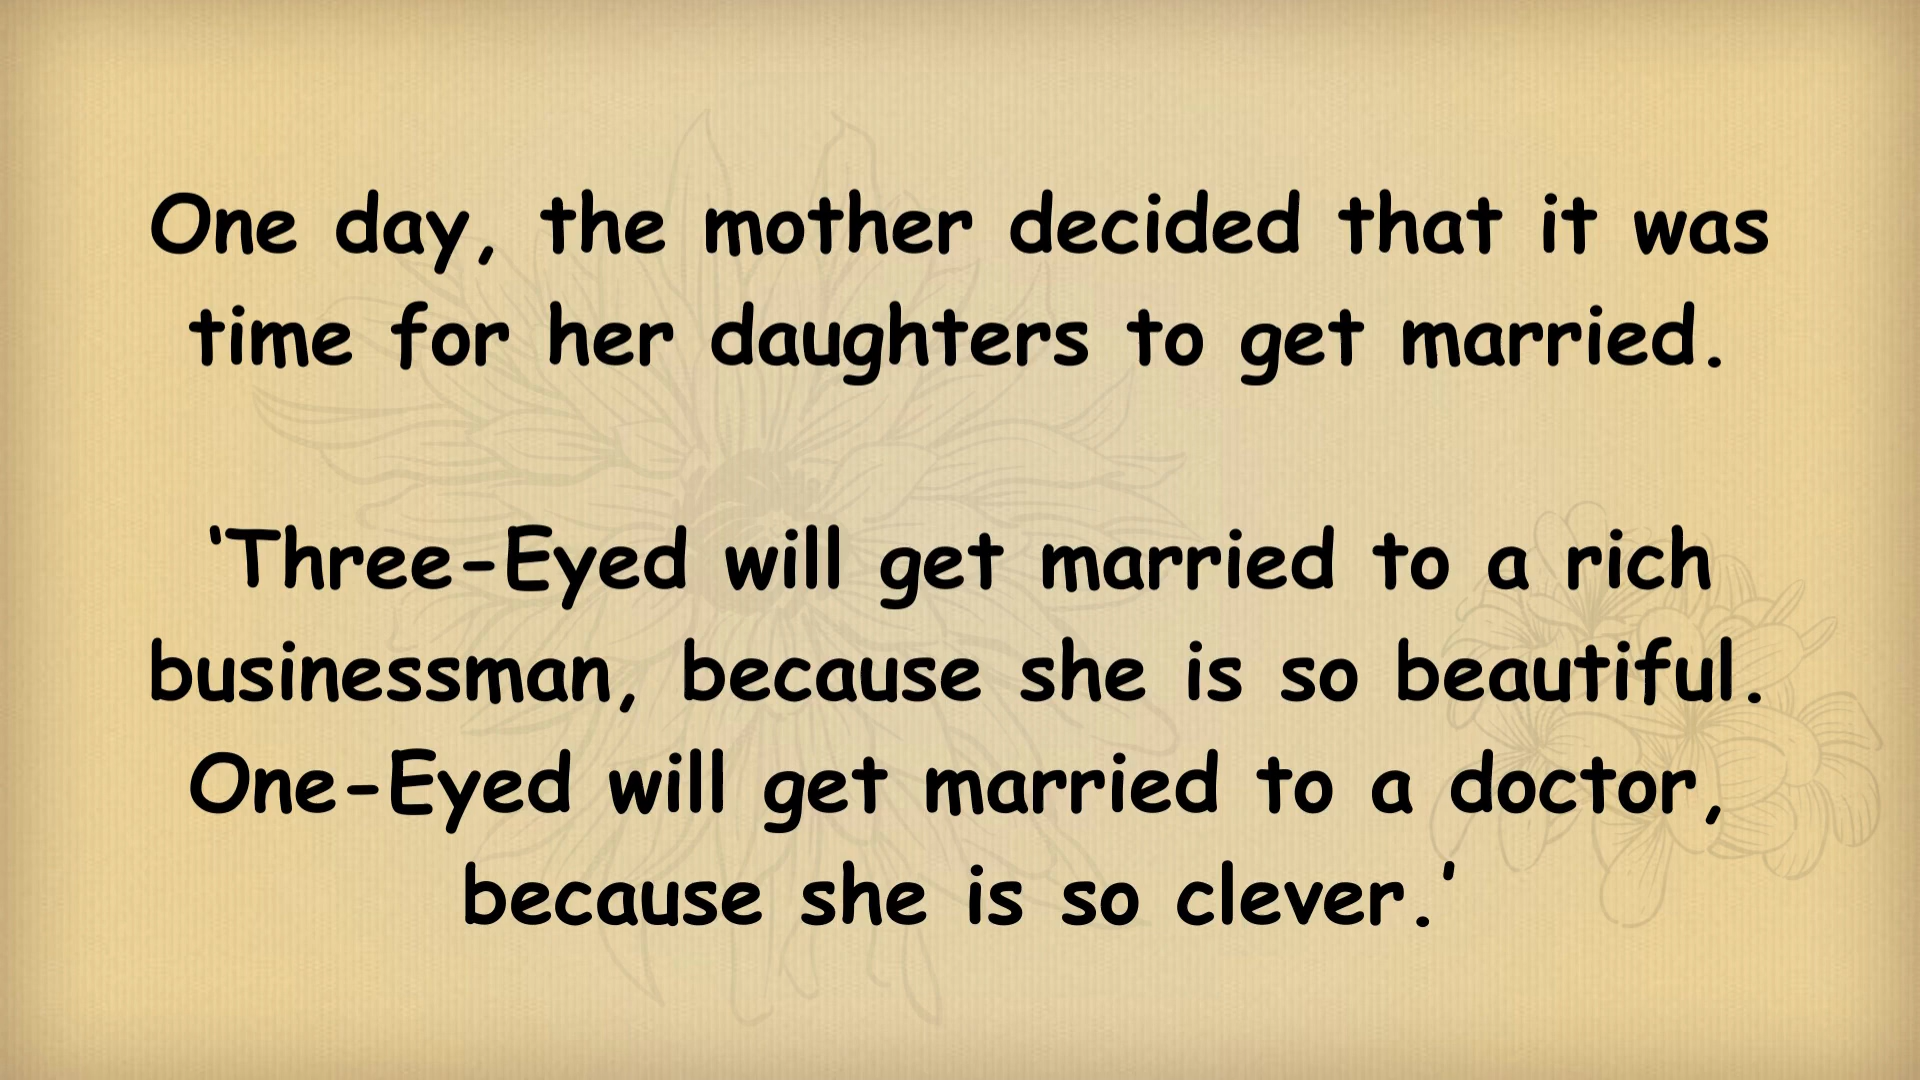 One day, the mother decided that it was
time for her daughters to get married.
‘Three-Eyed will get married to a rich
businessman, because she is so beautiful.
One-Eyed will get married to a doctor,
because she is so clever.’